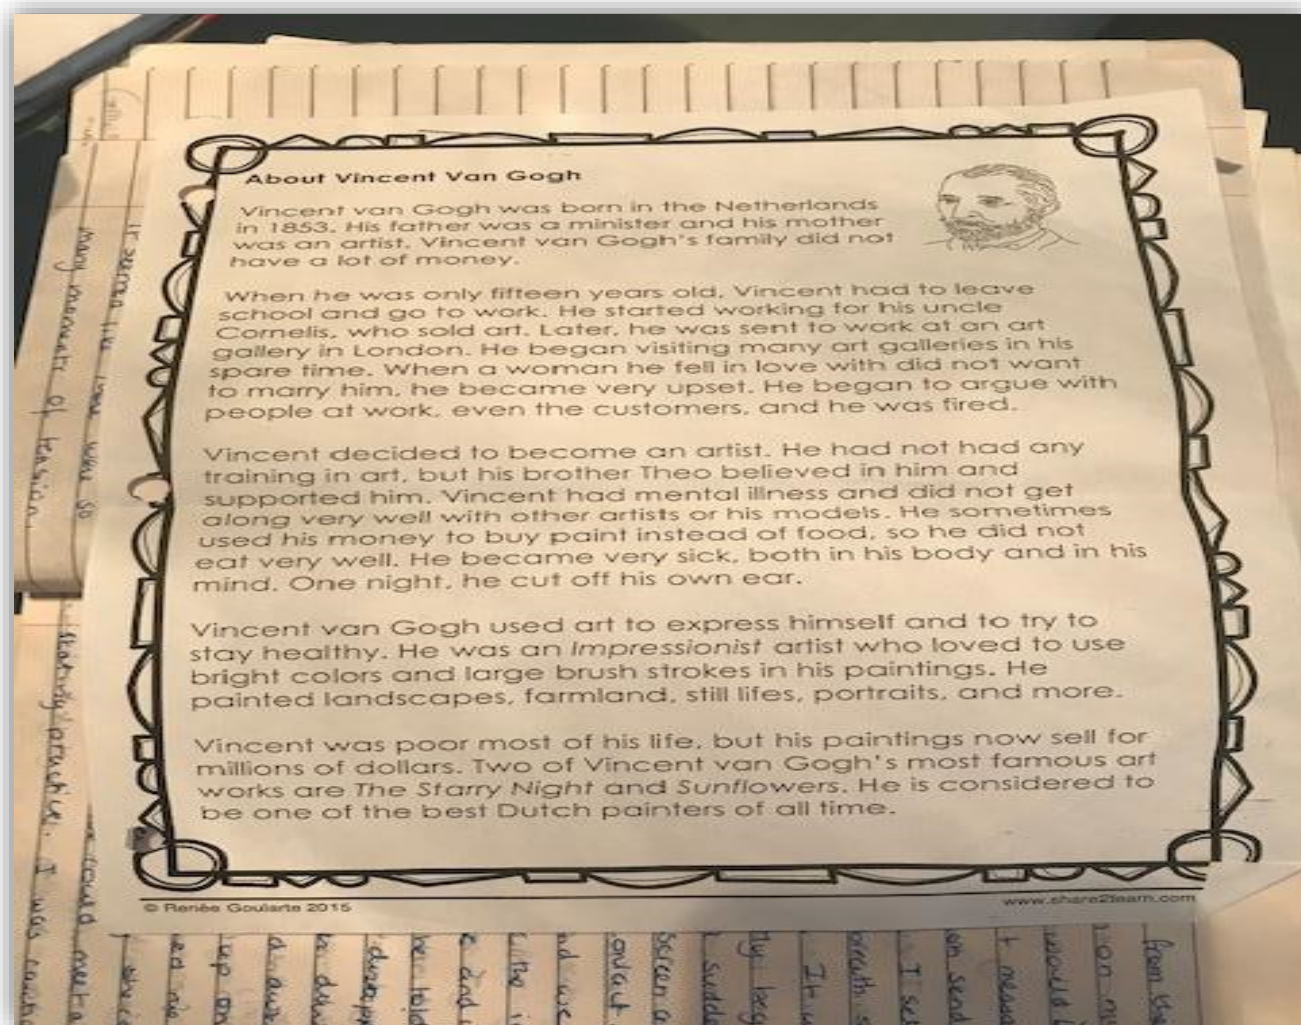 About Vincent Van Gogh
Vincent van Gogh was born in the Netherlands
in 1853. His father was a minister and his mother
was an artist. Vincent van Gogh's family did not
have a lot of money.
When he was only fifteen years old, Vincent had to leave
school and go to work. He started working for his uncle
Cornelis, who sold art. Later, he was sent to work at an art
gallery in London. He began visiting many art galleries in his
spare time. When a woman he fell in love with did not want
to marry him, he became very upset. He began to argue with
people at work, even the customers, and he was fired.
Vincent decided to become an artist. He had not had any
training in art, but his brother Theo believed in him and
supported him. Vincent had mental illness and did not get
along very well with other artists or his models. He sometimes
used his money to buy paint instead of food, so he did not
eat very well. He became very sick, both in his body and in his
mind. One night, he cut off his own ear.
Vincent van Gogh used art to express himself and to try to
stay healthy. He was an Impressionist artist who loved to use
bright colors and large brush strokes in his paintings. He
painted landscapes, farmland, still lifes, portraits, and more.
Vincent was poor most of his life, but his paintings now sell for
millions of dollars. Two of Vincent van Gogh's most famous art
works are The Starry Night and Sunflowers. He is considered to
be one of the best Dutch painters of all time.
© Renée Goularte 2015
www.share2learn.com
many moments of tension.
could meet a
I was
from the
I
up on
and